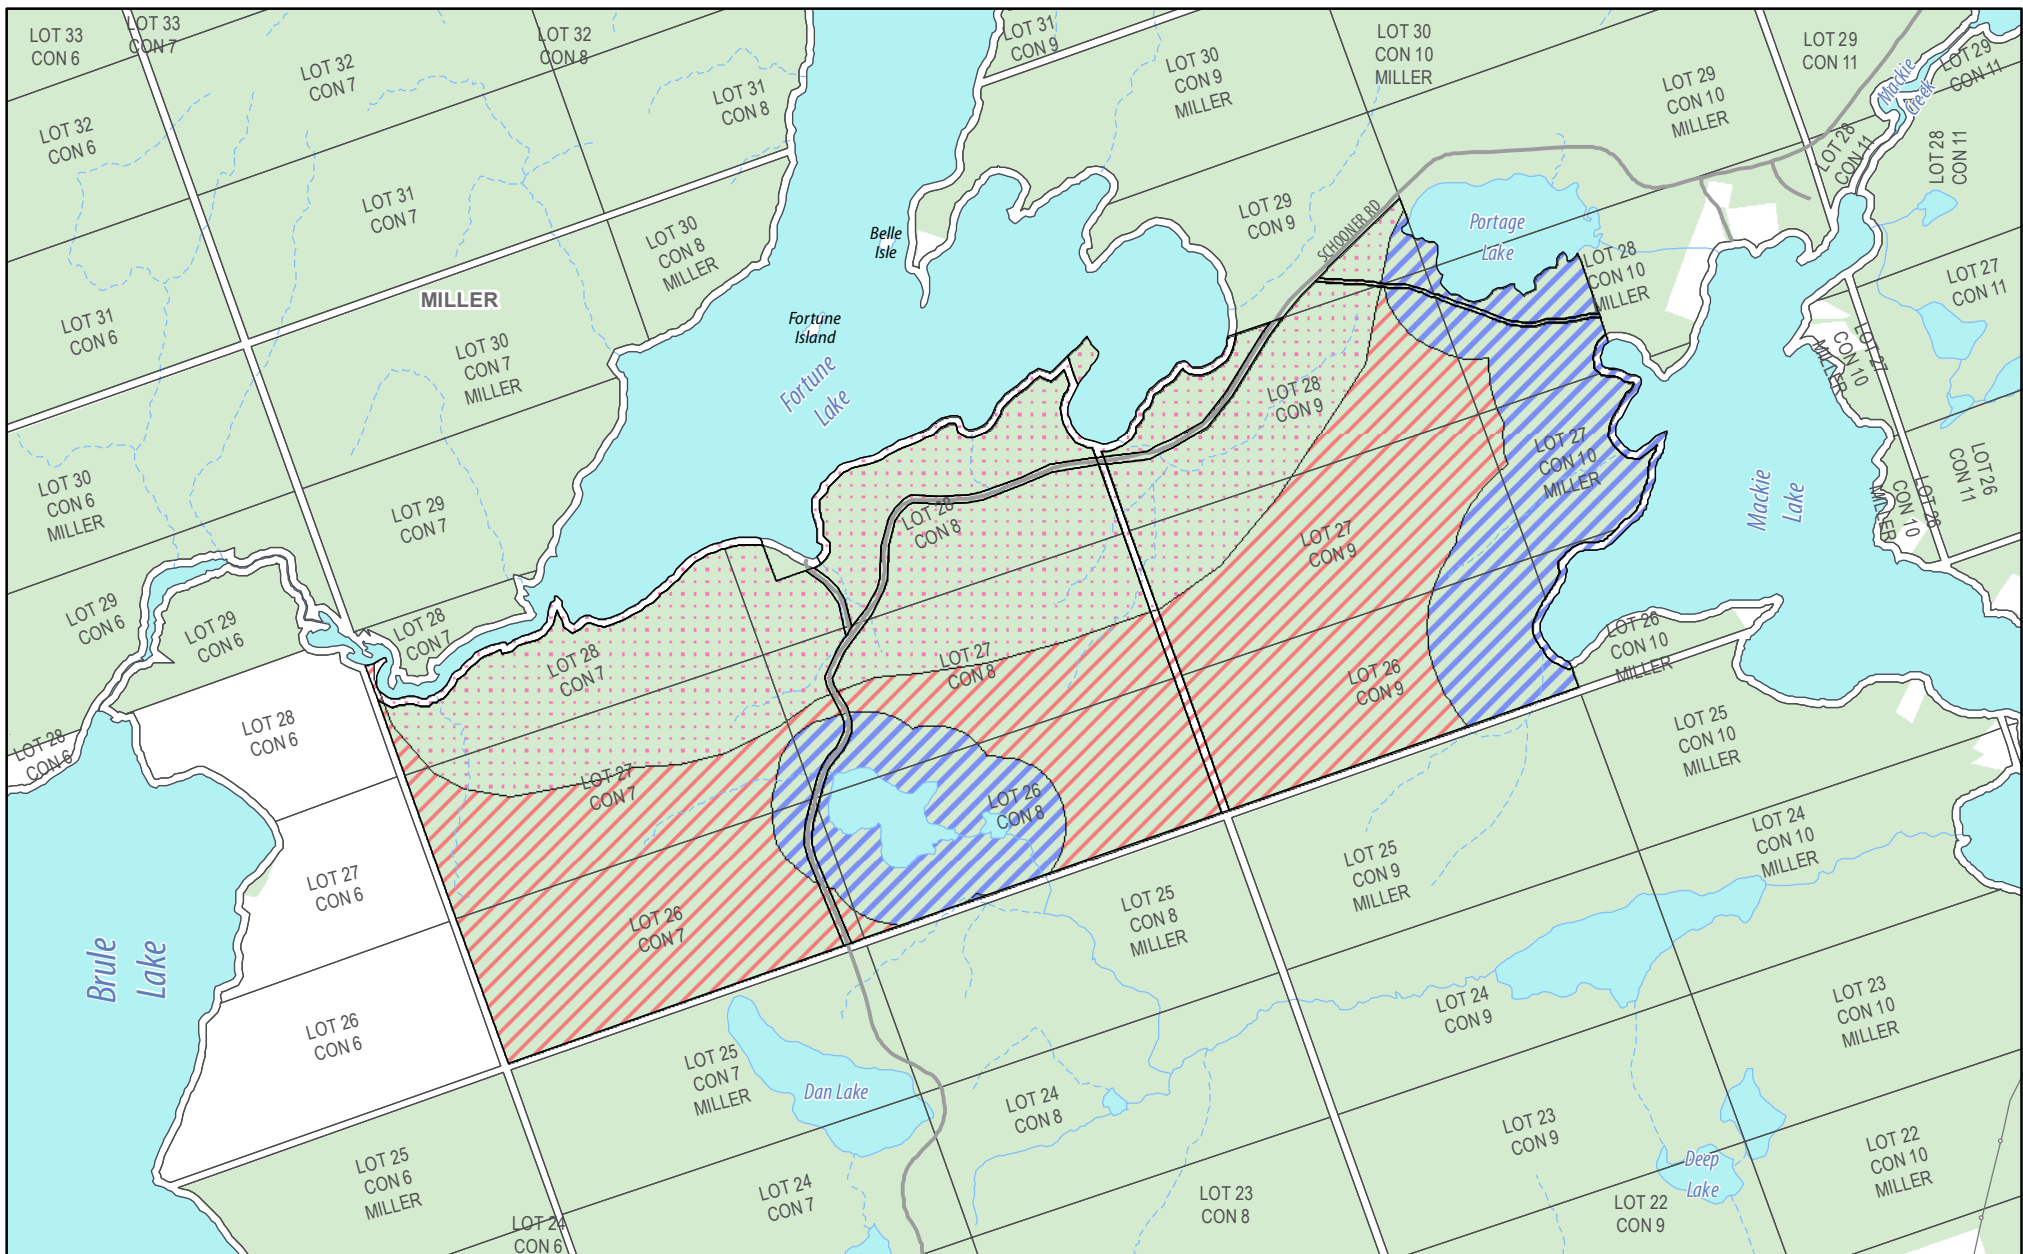 LOT 33
CON 6
LOT 33
CON 7
LOT 32
CON 7
LOT 32
CON 8
LOT 31
CON 8
LOT 31
CON 9
LOT 30
CON 9
MILLER
LOT 30
CON 10
MILLER
LOT 29
CON 10
MILLER
LOT 29
CON 11
Mackie
Creek
LOT 29
CON 11
LOT 32
CON 6
LOT 31
CON 7
LOT 30
CON 8
MILLER
Belle
Isle
LOT 29
CON 9
SCHOONER RD
Portage
Lake
LOT 28
CON 10
MILLER
LOT 28
CON 11
LOT 28
CON 11
LOT 27
CON 11
MILLER
LOT 31
CON 6
LOT 30
CON 7
MILLER
Fortune
Island
Fortune
Lake
LOT 28
CON 9
LOT 27
CON 10
MILLER
LOT 27
CON 10
MILLER
LOT 30
CON 6
MILLER
LOT 29
CON 7
LOT 28
CON 8
LOT 27
CON 9
Mackie
Lake
LOT 26
CON 10
MILLER
LOT 26
CON 11
LOT 29
CON 6
LOT 29
CON 6
LOT 28
CON 7
LOT 28
CON 7
LOT 27
CON 8
LOT 26
CON 9
LOT 26
CON 10
MILLER
LOT 28
CON 6
LOT 28
CON 6
LOT 27
CON 7
LOT 26
CON 8
LOT 25
CON 10
MILLER
LOT 27
CON 6
LOT 26
CON 7
LOT 25
CON 8
MILLER
LOT 25
CON 9
MILLER
LOT 24
CON 10
MILLER
Brule
Lake
LOT 26
CON 6
LOT 25
CON 7
MILLER
Dan Lake
LOT 24
CON 8
LOT 24
CON 9
LOT 23
CON 10
MILLER
LOT 25
CON 6
MILLER
LOT 24
CON 6
LOT 24
CON 7
LOT 23
CON 8
LOT 23
CON 9
Deep
Lake
LOT 22
CON 9
LOT 22
CON 10
MILLER